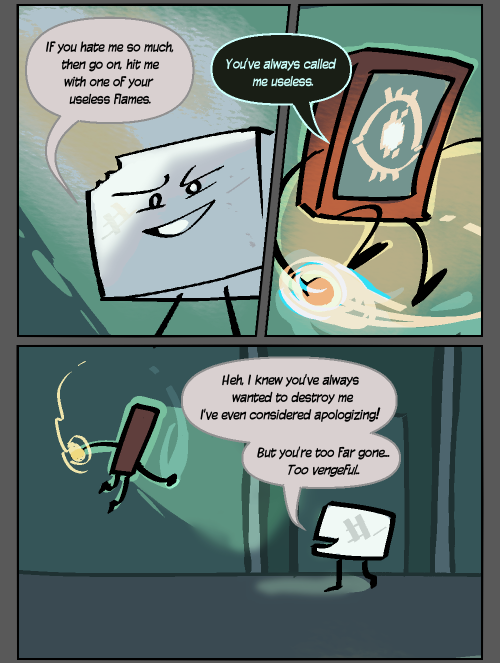 If you hate me so much,
then go on, hit me
with one of your
useless flames.
You've always called
me useless.
Heh, I knew you've always
wanted to destroy me
I've even considered apologizing!
But you're too far gone...
Too vengeful.